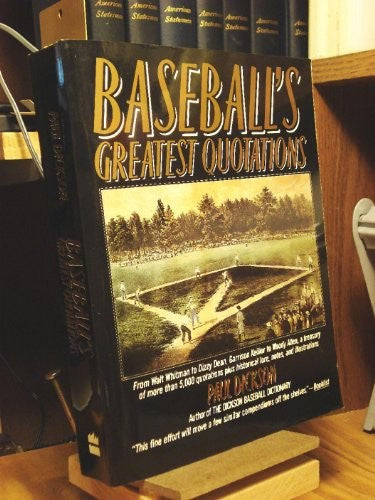 American
Statesmen
American
Statesmen
American
Statesmen
American
Statesmen
BASEBALL'S
GREATEST QUOTATIONS
From Walt Whitman to Dizzy Dean, Garrison Keillor to Woody Allen, a treasury
of more than 5,000 quotations plus historical lore, notes, and illustrations
PAUL DICKSON
Author of THE DICKSON BASEBALL DICTIONARY
"This fine effort will move a few similar compendiums off the shelves."—Booklist
PAUL DICKSON
BASEBALL'S
GREATEST QUOTATIONS